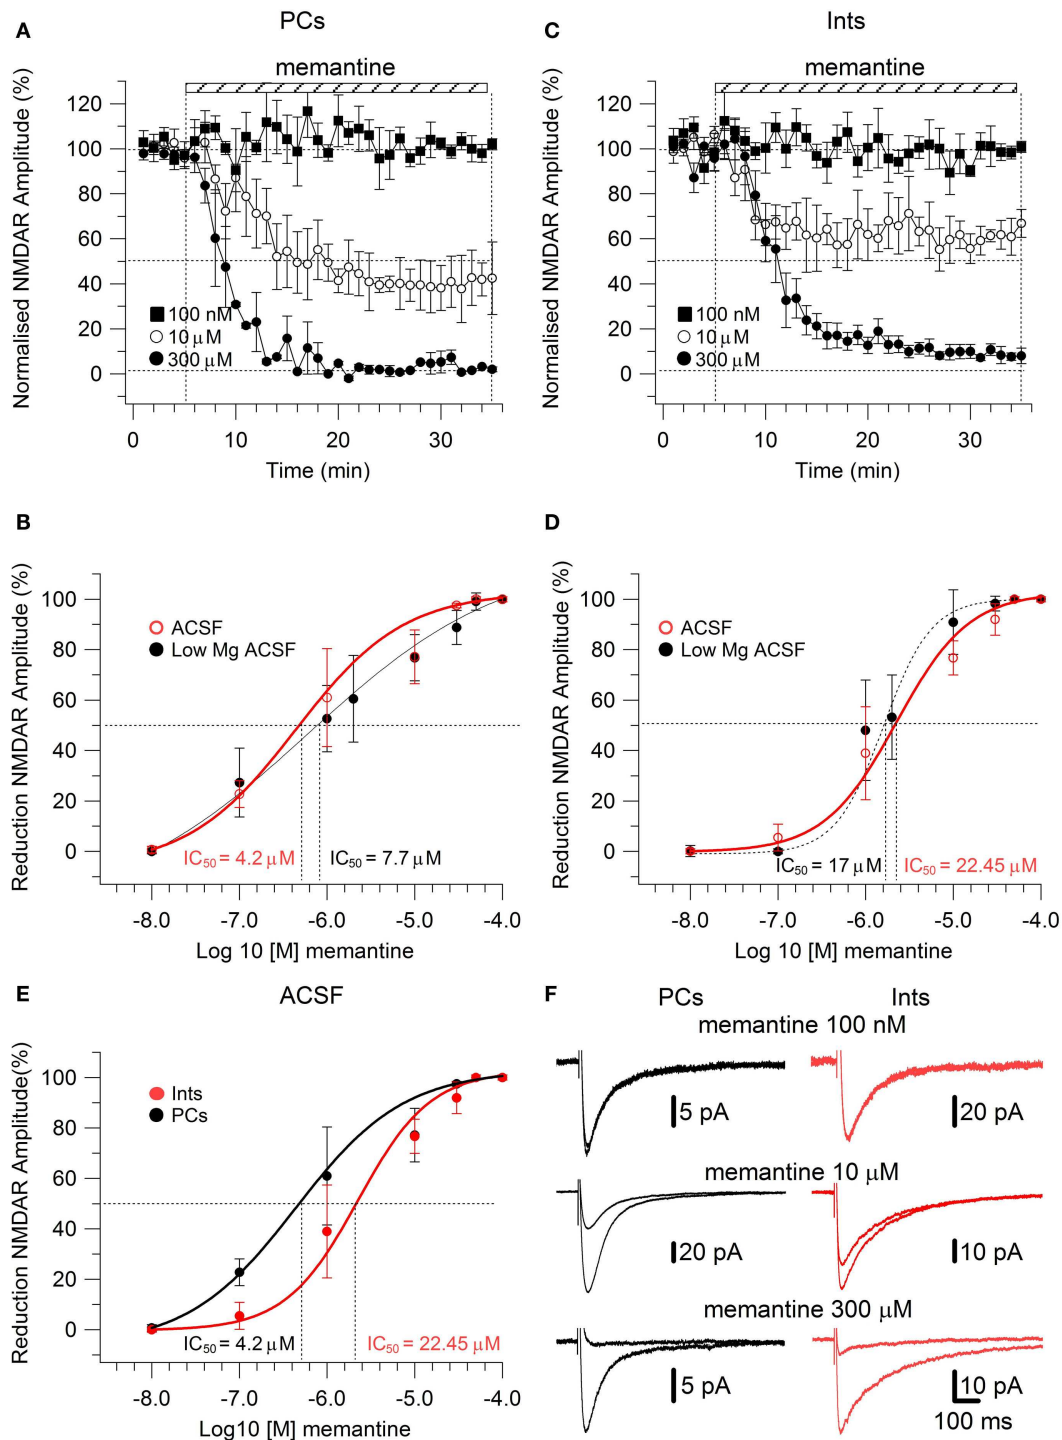 A
PCs
memantine
Normalised NMDAR Amplitude (%)
120
100
80
60
40
20
0
100 nM
10 µM
300 µM
0
10
20
30
Time (min)
C
Ints
memantine
Normalised NMDAR Amplitude (%)
120
100
80
60
40
20
0
100 nM
10 µM
300 µM
0
10
20
30
Time (min)
B
Reduction NMDAR Amplitude (%)
100
80
60
40
20
0
ACSF
Low Mg ACSF
IC50 = 4.2 µM
IC50 = 7.7 µM
-8.0
-7.0
-6.0
-5.0
-4.0
Log 10 [M] memantine
D
Reduction NMDAR Amplitude (%)
100
80
60
40
20
0
ACSF
Low Mg ACSF
IC50 = 17 µM
IC50 = 22.45 µM
-8.0
-7.0
-6.0
-5.0
-4.0
Log 10 [M] memantine
E
ACSF
Reduction NMDAR Amplitude(%)
100
80
60
40
20
0
Ints
PCs
IC50 = 4.2 µM
IC50 = 22.45 µM
-8.0
-7.0
-6.0
-5.0
-4.0
Log10 [M] memantine
F
PCs
Ints
memantine 100 nM
5 pA
20 pA
memantine 10 µM
20 pA
10 pA
memantine 300 µM
5 pA
10 pA
100 ms